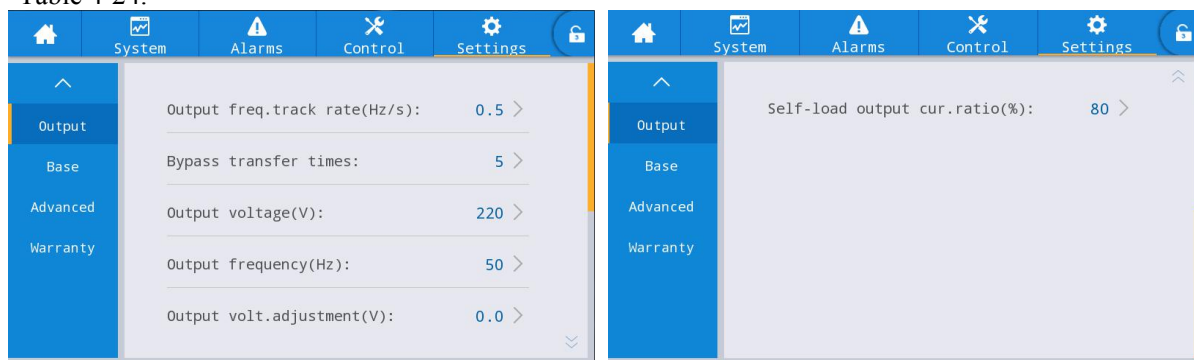 Table 4-24.
System Alarms Control Settings
Output
Base
Advanced
Warranty
Output freq.track rate(Hz/s): 0.5 >
Bypass transfer times: 5 >
Output voltage(V): 220 >
Output frequency(Hz): 50 >
Output volt.adjustment(V): 0.0 >
System Alarms Control Settings
Output
Base
Advanced
Warranty
Self-load output cur.ratio(%): 80 >